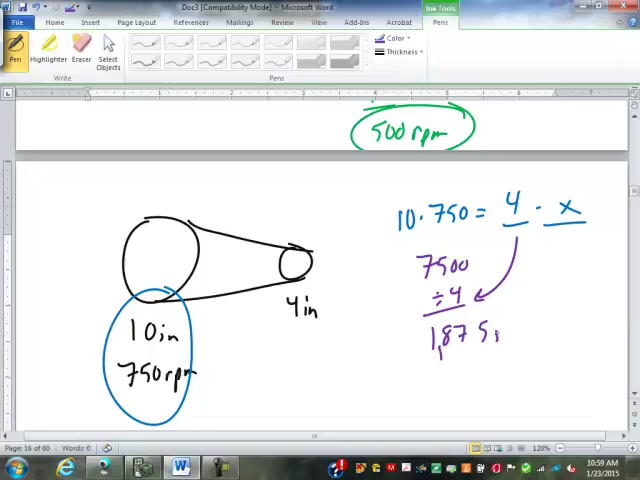 Doc3 [Compatibility Mode] - Microsoft Word
Ink Tools
File Home Insert Page Layout References Mailings Review View Add-Ins Acrobat Pens
Pen Highlighter Eraser Select Objects
Color
Thickness
Write Pens
500 rpm
10 · 750 = 4 · x
7500
÷ 4
1,875
4 in
10 in
750 rpm
Page: 16 of 60 Words: 0 120%
10:59 AM
1/23/2015